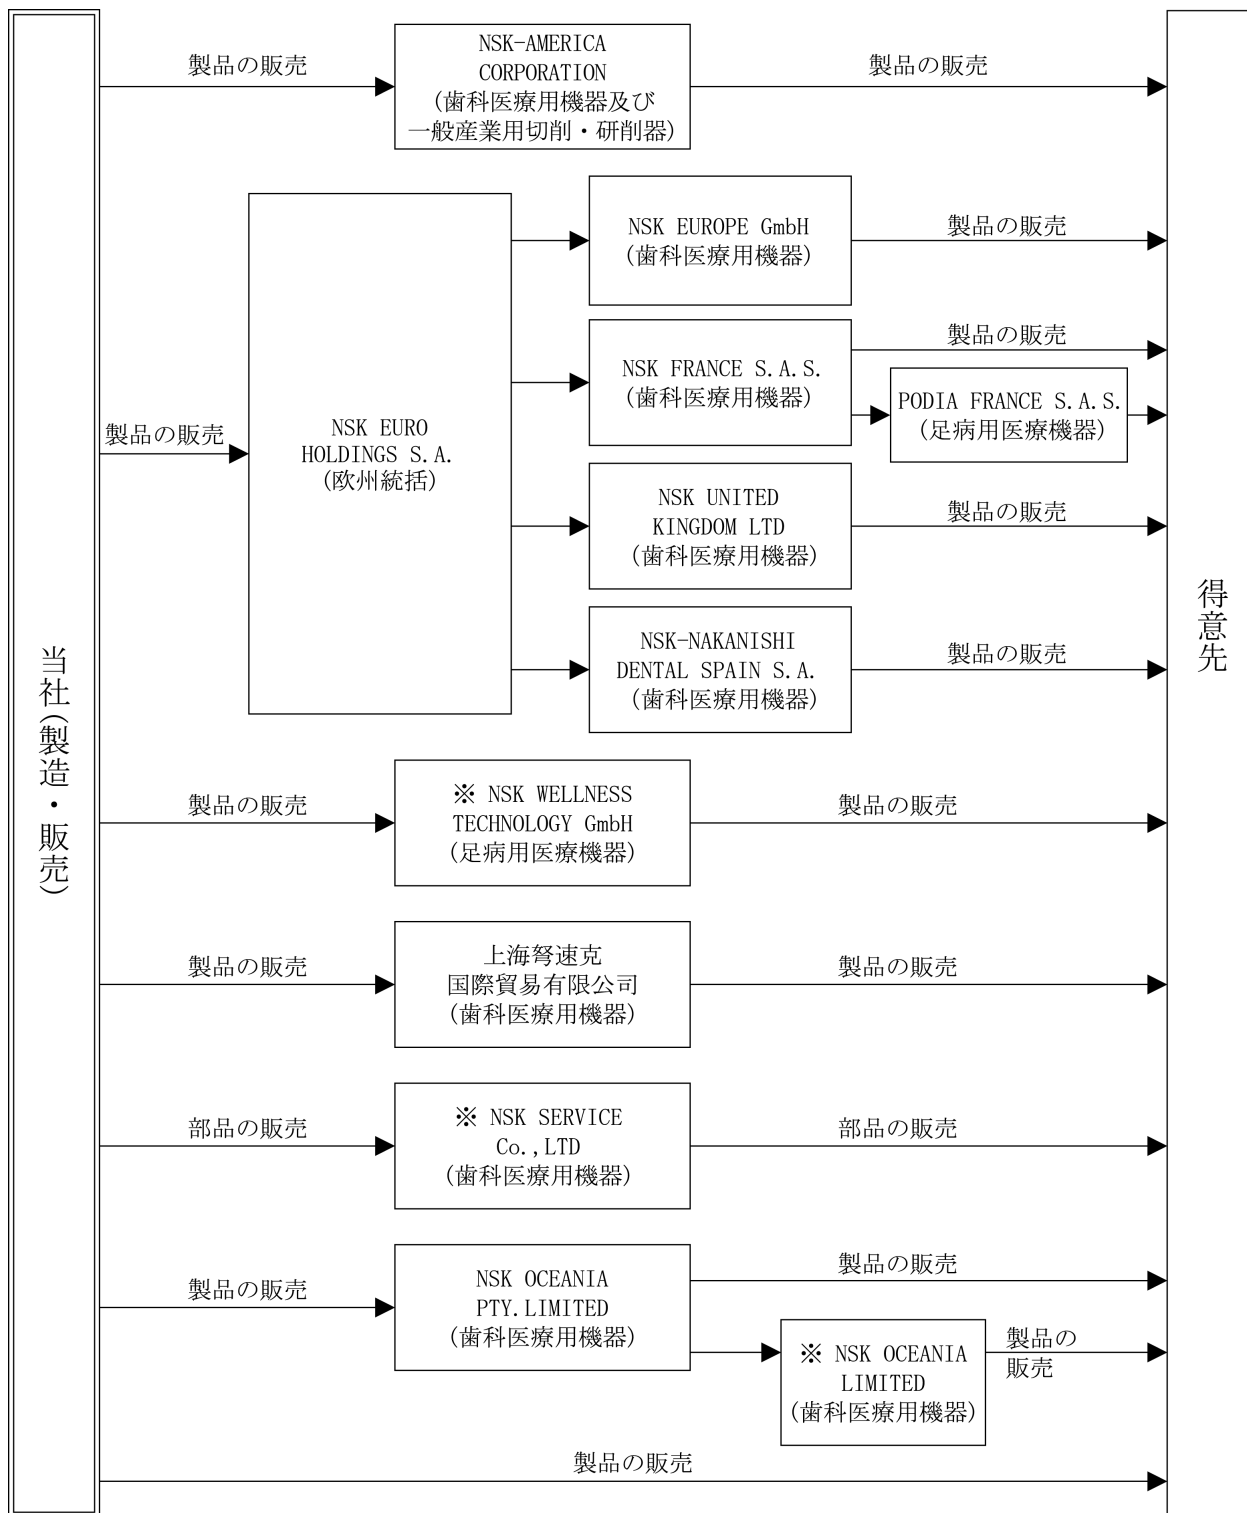 製品の販売
NSK-AMERICA
CORPORATION
(歯科医療用機器及び
一般産業用切削・研削器)
製品の販売
製品の販売
NSK EURO
HOLDINGS S.A.
(欧州統括)
NSK EUROPE GmbH
(歯科医療用機器)
製品の販売
NSK FRANCE S.A.S.
(歯科医療用機器)
製品の販売
PODIA FRANCE S.A.S.
(足病用医療機器)
NSK UNITED
KINGDOM LTD
(歯科医療用機器)
製品の販売
NSK-NAKANISHI
DENTAL SPAIN S.A.
(歯科医療用機器)
製品の販売
当社(製造・販売)
得意先
製品の販売
※ NSK WELLNESS
TECHNOLOGY GmbH
(足病用医療機器)
製品の販売
製品の販売
上海弩速克
国際貿易有限公司
(歯科医療用機器)
製品の販売
部品の販売
※ NSK SERVICE
Co.,LTD
(歯科医療用機器)
部品の販売
製品の販売
NSK OCEANIA
PTY.LIMITED
(歯科医療用機器)
製品の販売
※ NSK OCEANIA
LIMITED
(歯科医療用機器)
製品の
販売
製品の販売